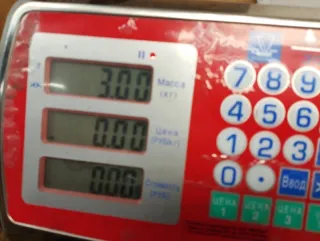 3.00 Масса (кг)
0.00 Цена (руб/кг)
0.00 Стоимость (руб)
7 8 9
4 5 6
1 2 3
0 . Ввод
ЦЕНА 1 ЦЕНА 2 ЦЕНА 3